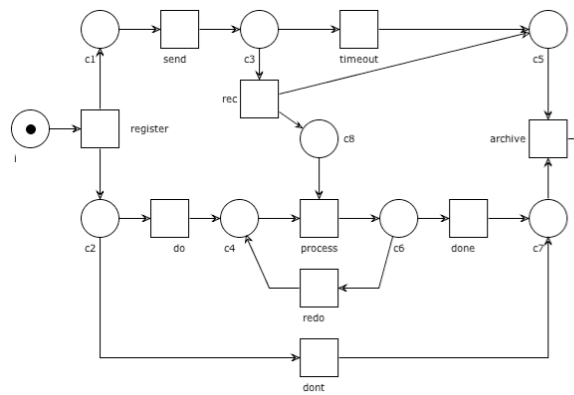 c1 send c3 timeout c5
rec
register archive
c8
i
c2 do c4 process c6 done c7
redo
dont